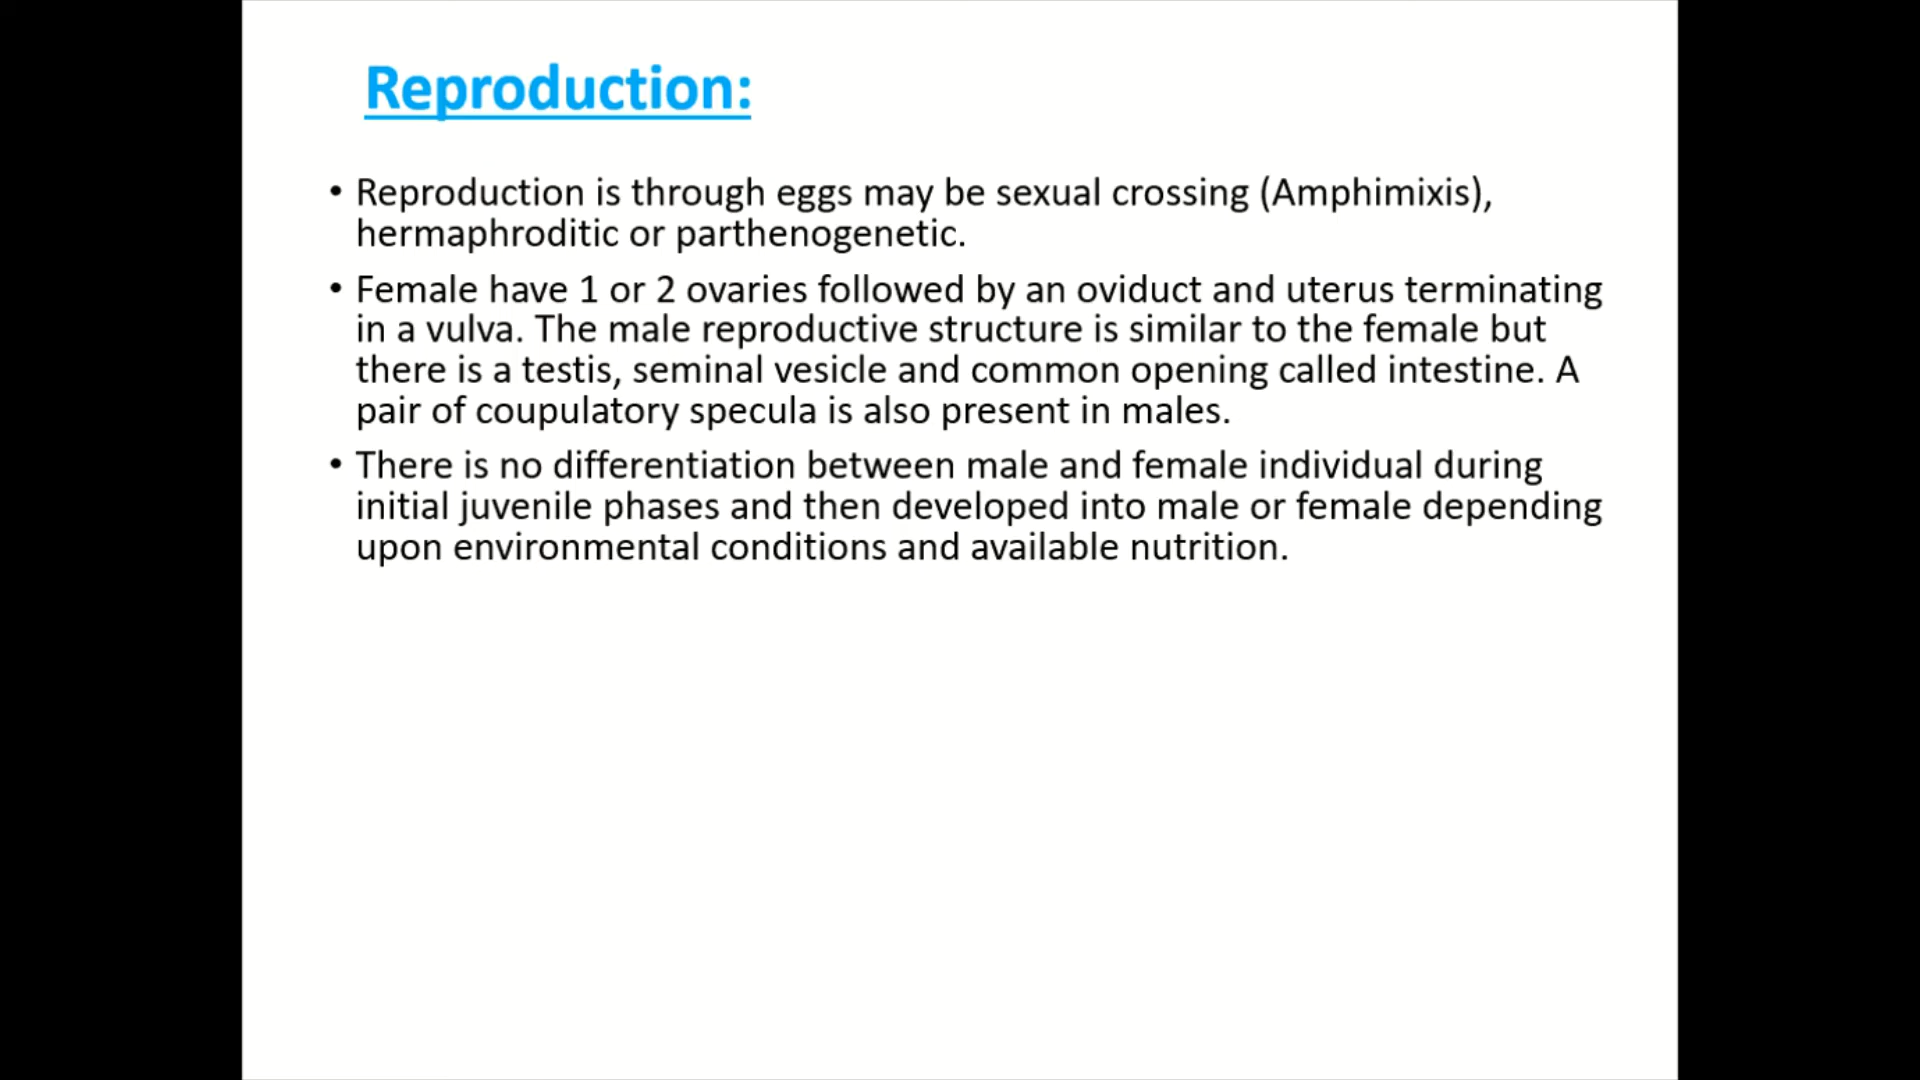 Reproduction:
• Reproduction is through eggs may be sexual crossing (Amphimixis),
hermaphroditic or parthenogenetic.
• Female have 1 or 2 ovaries followed by an oviduct and uterus terminating
in a vulva. The male reproductive structure is similar to the female but
there is a testis, seminal vesicle and common opening called intestine. A
pair of coupulatory specula is also present in males.
• There is no differentiation between male and female individual during
initial juvenile phases and then developed into male or female depending
upon environmental conditions and available nutrition.